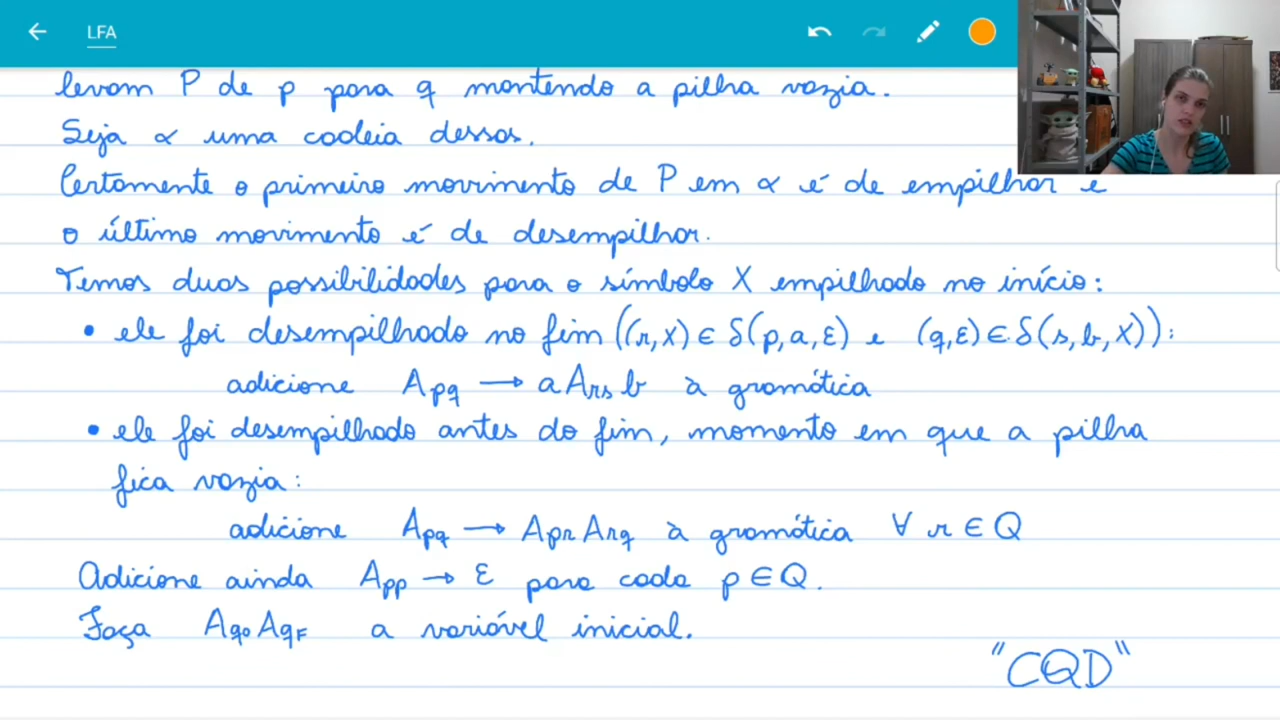 LFA
levam P de p para q mantendo a pilha vazia.
Seja α uma cadeia dessas.
Certamente o primeiro movimento de P em α é de empilhar e
o último movimento é de desempilhar.
Temos duas possibilidades para o símbolo X empilhado no início:
• ele foi desempilhado no fim ((r,X) ∈ δ(p,a,ε) e (q,ε) ∈ δ(s,b,X)):
adicione Apq → aArsb à gramática
• ele foi desempilhado antes do fim, momento em que a pilha
fica vazia:
adicione Apq → AprArq à gramática ∀ r ∈ Q
Adicione ainda App → ε para cada p ∈ Q.
Faça Aq₀AqF a variável inicial.
"CQD"